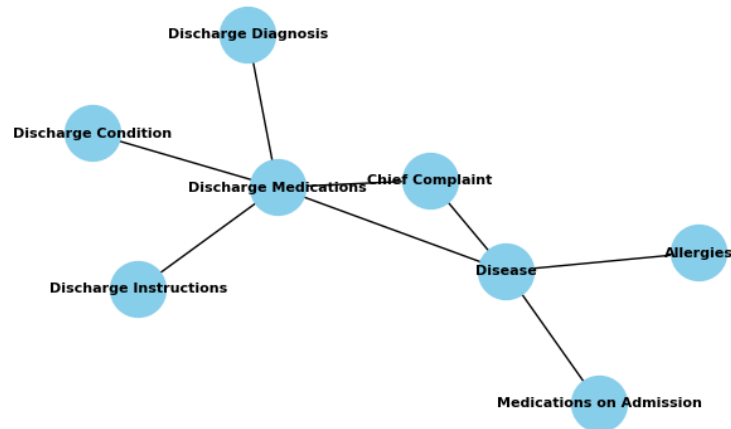 Discharge Diagnosis
Discharge Condition
Discharge Medications
Chief Complaint
Allergies
Disease
Discharge Instructions
Medications on Admission